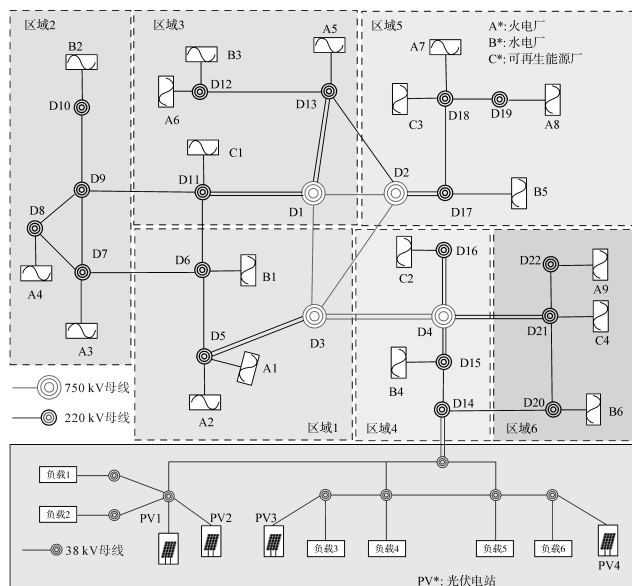 区域2
区域3
A5
区域5
A*:火电厂
B*:水电厂
C*:可再生能源厂
B2
B3
A7
D10
A6
D12
D13
C3
D18
D19
A8
C1
D2
D9
D11
D1
D17
B5
D8
D7
D6
B1
D16
D22
A4
C2
A9
A3
D5
D3
D4
D21
C4
A1
D15
A2
B4
D14
D20
B6
750 kV母线
220 kV母线
区域1
区域4
区域6
负载1
负载2
PV1
PV2
PV3
38 kV母线
负载3
负载4
负载5
负载6
PV4
PV*:光伏电站